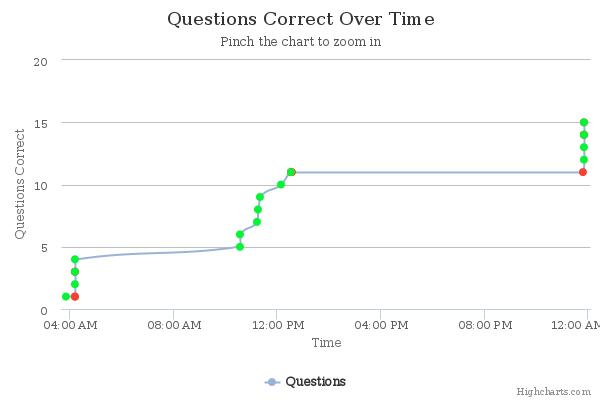 Questions Correct Over Time
Pinch the chart to zoom in
Questions Correct
20
15
10
5
0
04:00 AM 08:00 AM 12:00 PM 04:00 PM 08:00 PM 12:00 AM
Time
Questions
Highcharts.com